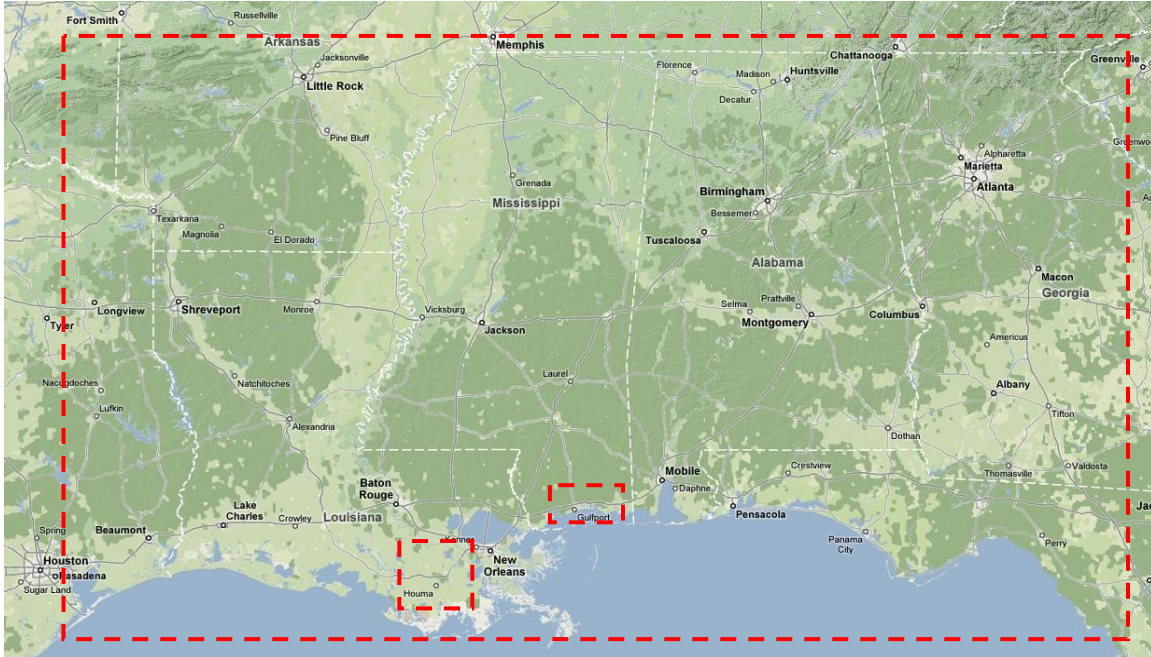 Russellville
Fort Smith
Arkansas
Memphis
Chattanooga
Greenville
Jacksonville
Little Rock
Florence
Madison
Huntsville
Decatur
Pine Bluff
Alpharetta
Greenwo
Marietta
Atlanta
Grenada
Mississippi
Birmingham
Bessemer
Texarkana
Magnolia
El Dorado
Tuscaloosa
Alabama
Macon
Georgia
Longview
Shreveport
Monroe
Vicksburg
Selma
Prattville
Columbus
Tyler
Jackson
Montgomery
Americus
Nacogdoches
Natchitoches
Laurel
Albany
Lufkin
Alexandria
Tifton
Dothan
Mobile
Crestview
Thomasville
Valdosta
Baton
Rouge
Daphne
Lake
Charles
Crowley
Louisiana
Gulfport
Pensacola
Spring
Beaumont
Kenner
Panama
City
Perry
Houston
Pasadena
New
Orleans
Sugar Land
Houma